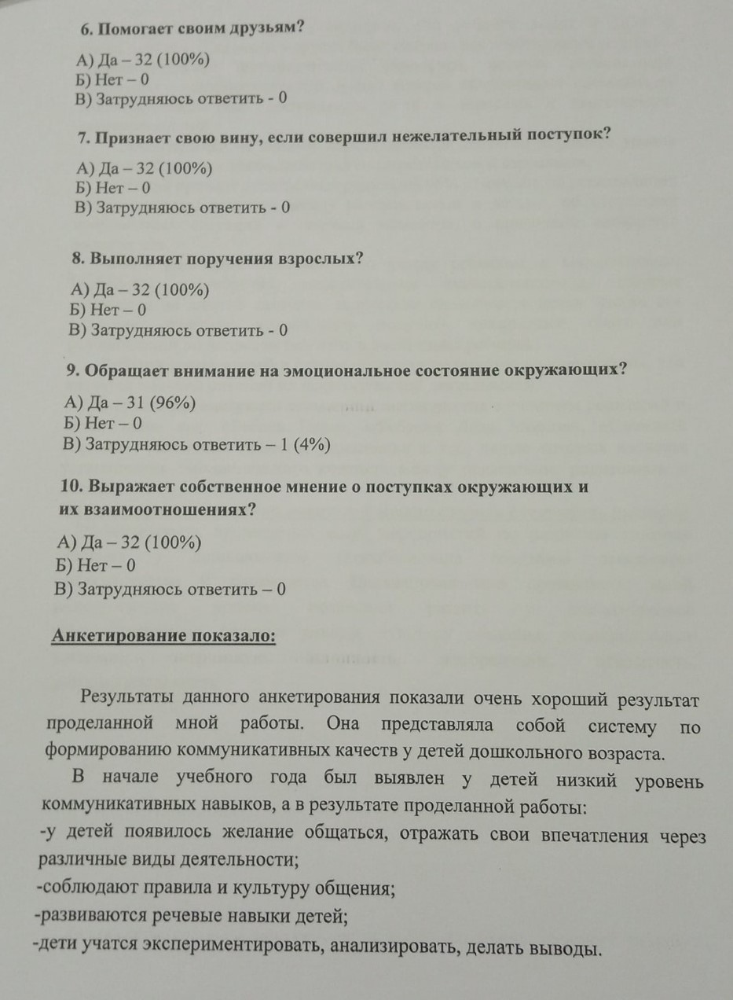 6. Помогает своим друзьям?
А) Да – 32 (100%)
Б) Нет – 0
В) Затрудняюсь ответить - 0
7. Признает свою вину, если совершил нежелательный поступок?
А) Да – 32 (100%)
Б) Нет – 0
В) Затрудняюсь ответить - 0
8. Выполняет поручения взрослых?
А) Да – 32 (100%)
Б) Нет – 0
В) Затрудняюсь ответить - 0
9. Обращает внимание на эмоциональное состояние окружающих?
А) Да – 31 (96%)
Б) Нет – 0
В) Затрудняюсь ответить – 1 (4%)
10. Выражает собственное мнение о поступках окружающих и
их взаимоотношениях?
А) Да – 32 (100%)
Б) Нет – 0
В) Затрудняюсь ответить – 0
Анкетирование показало:
Результаты данного анкетирования показали очень хороший результат
проделанной мной работы. Она представляла собой систему по
формированию коммуникативных качеств у детей дошкольного возраста.
В начале учебного года был выявлен у детей низкий уровень
коммуникативных навыков, а в результате проделанной работы:
-у детей появилось желание общаться, отражать свои впечатления через
различные виды деятельности;
-соблюдают правила и культуру общения;
-развиваются речевые навыки детей;
-дети учатся экспериментировать, анализировать, делать выводы.